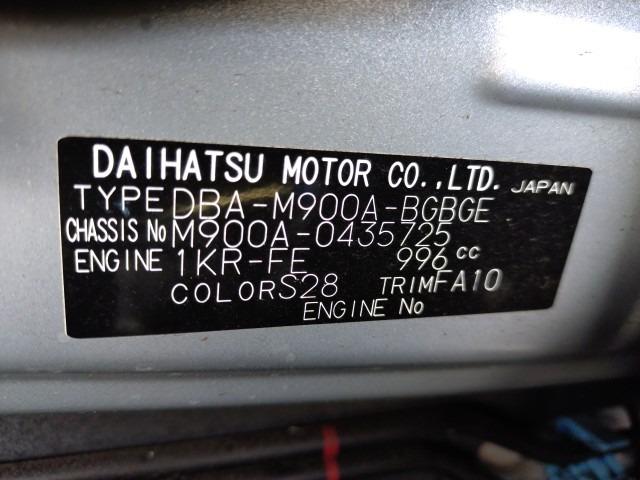 DAIHATSU MOTOR CO.,LTD. JAPAN
TYPE DBA-M900A-BGBGE
CHASSIS No M900A-0435725
ENGINE 1KR-FE 996 cc
COLOR S28 TRIM FA10
ENGINE No